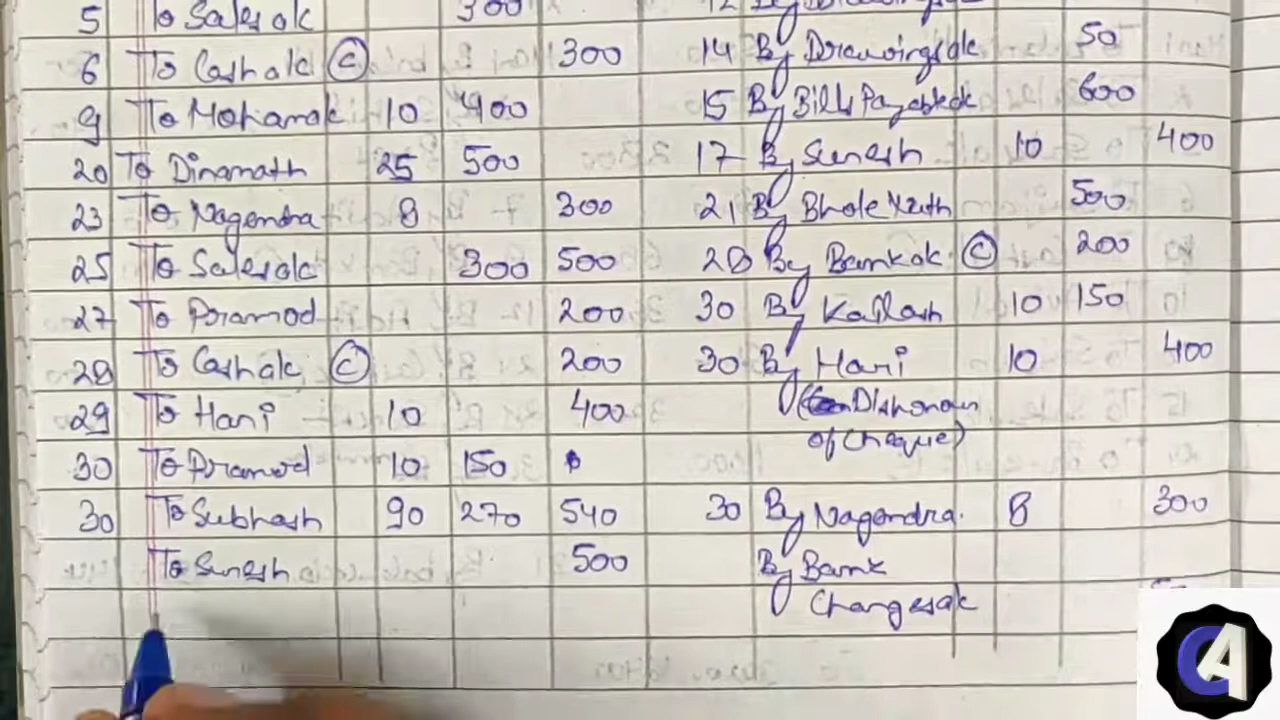 5 To Sales a/c 300
6 To Cash a/c (C) 300 14 By Drawings a/c 50
9 To Mohan a/c 10 400 15 By Bills Payable a/c 600
20 To Dinanath 25 500 17 By Suresh 10 400
23 To Nagendra 8 300 21 By Bhole Nath 500
25 To Sales a/c 300 500 28 By Bank a/c (C) 200
27 To Pramod 200 30 By Kailash 10 150
28 To Cash a/c (C) 200 30 By Hari 10 400
29 To Hari 10 400 (Dishonour
of Cheque)
30 To Pramod 10 150
30 To Subhash 90 270 540 30 By Nagendra. 8 300
To Suresh 500 By Bank
Charges a/c
CA